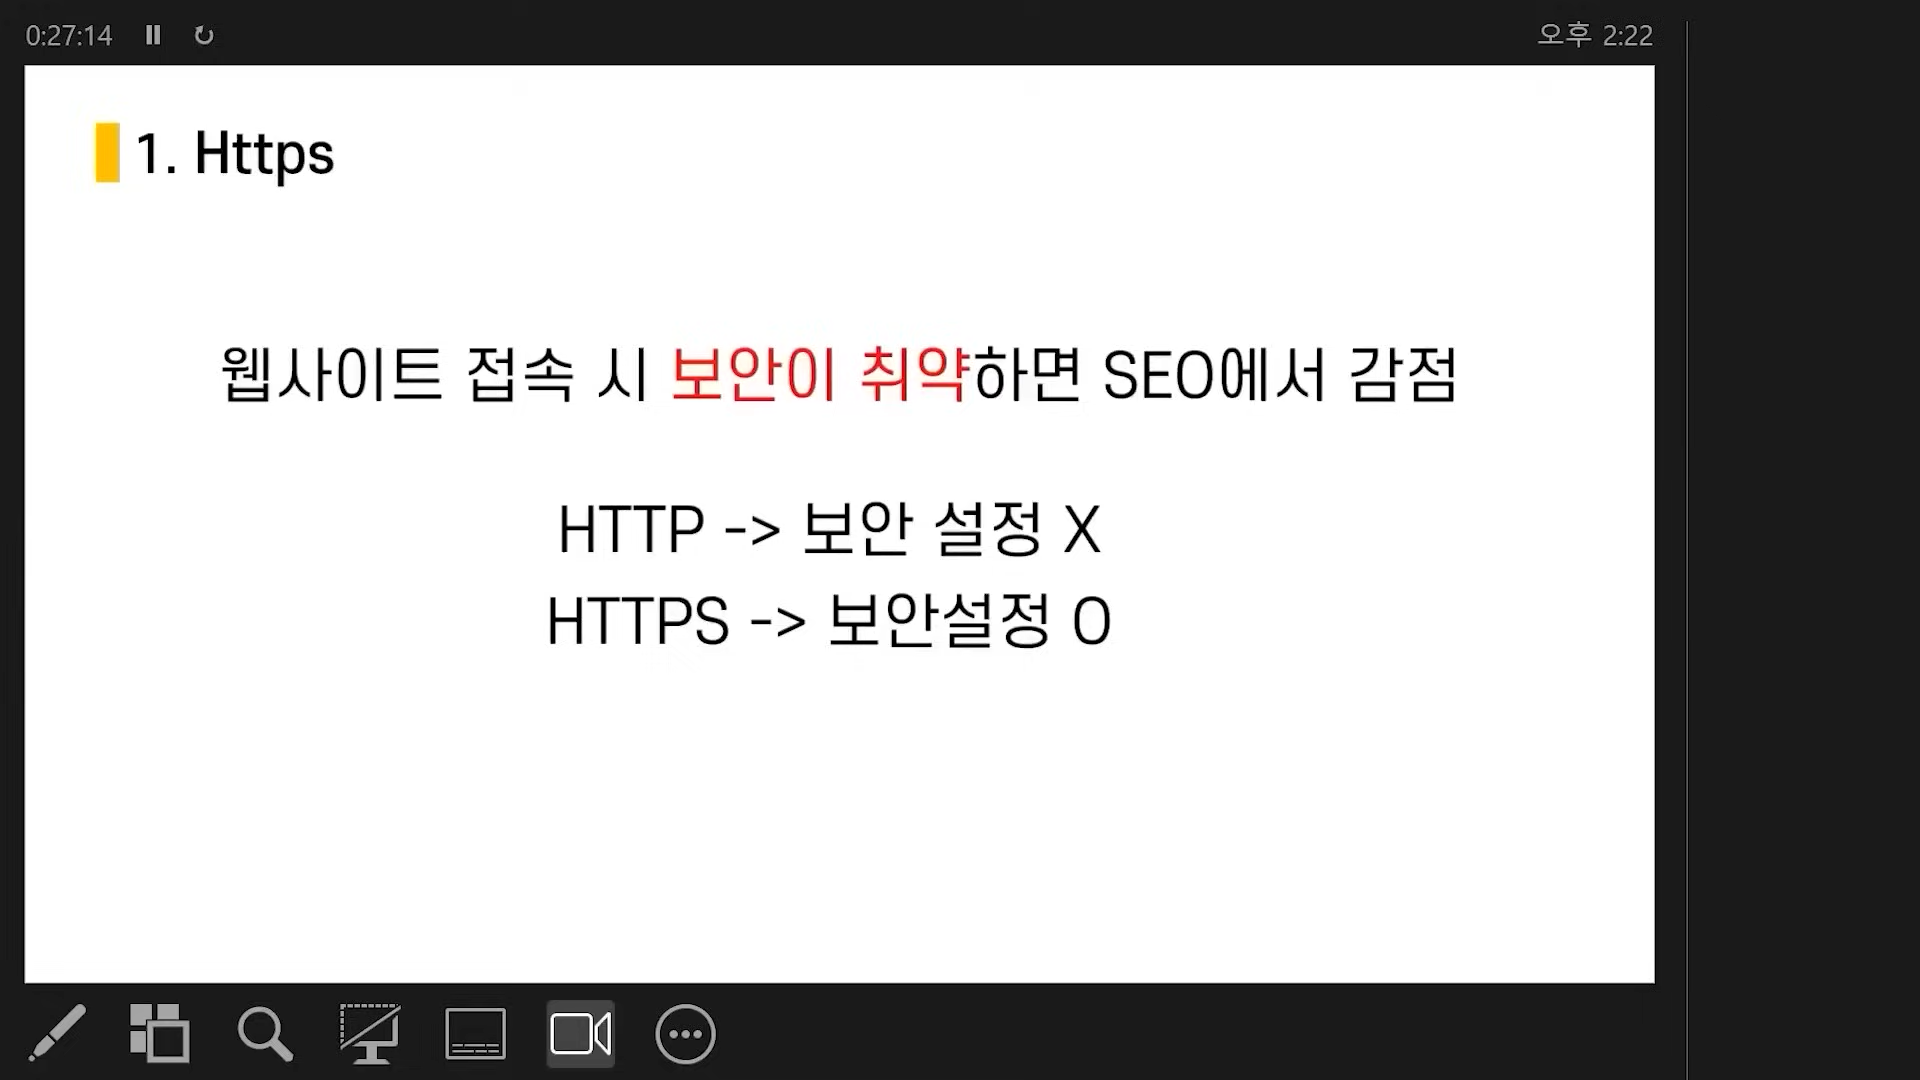 0:27:14
오후 2:22
1. Https
웹사이트 접속 시 보안이 취약하면 SEO에서 감점
HTTP -> 보안 설정 X
HTTPS -> 보안설정 O